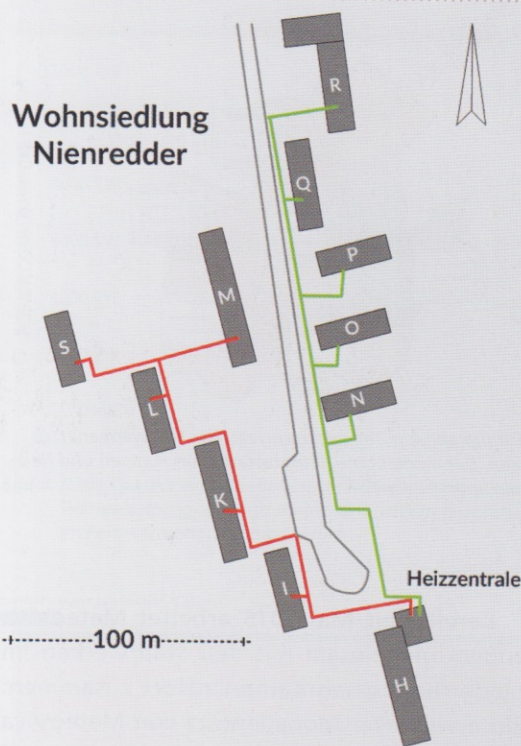 Wohnsiedlung
Nienredder
R
Q
P
M
O
S
L
N
K
I
Heizzentrale
100 m
H